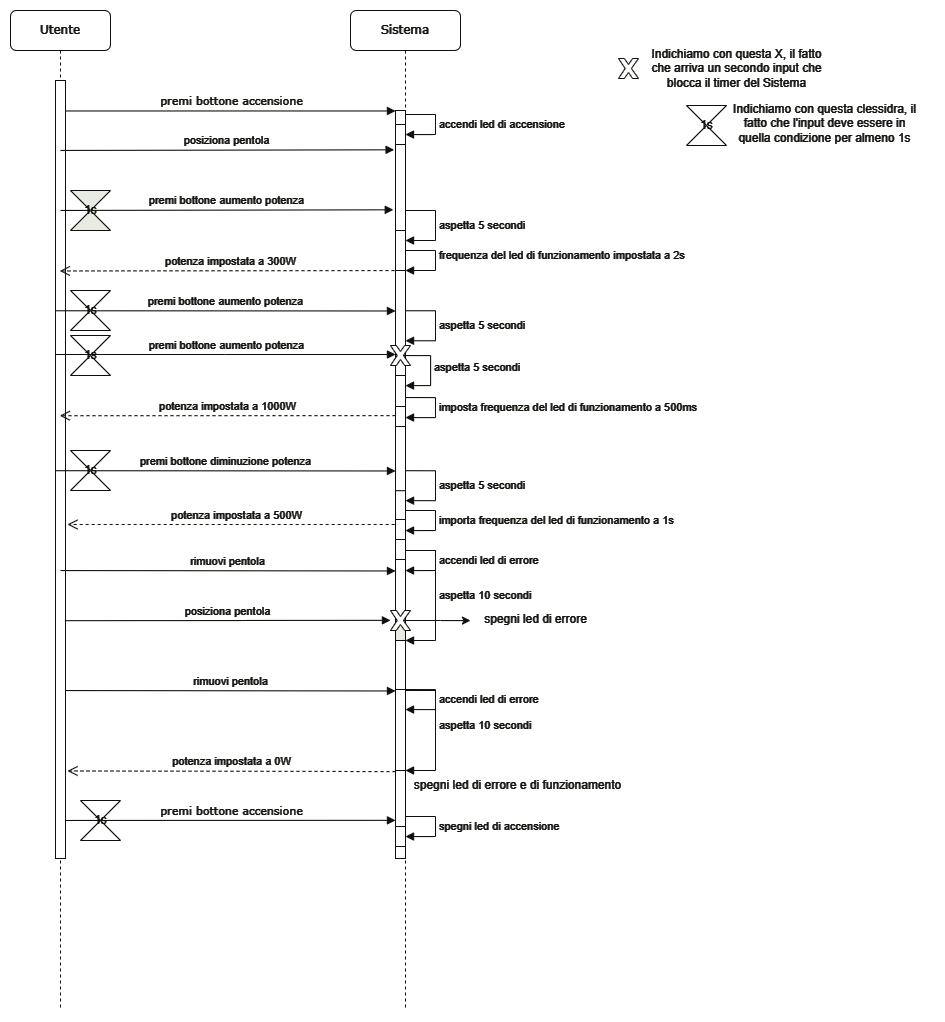 Utente
Sistema
Indichiamo con questa X, il fatto
che arriva un secondo input che
blocca il timer del Sistema
Indichiamo con questa clessidra, il
fatto che l'input deve essere in
quella condizione per almeno 1s
1s
premi bottone accensione
accendi led di accensione
posiziona pentola
premi bottone aumento potenza
1s
aspetta 5 secondi
frequenza del led di funzionamento impostata a 2s
potenza impostata a 300W
premi bottone aumento potenza
1s
aspetta 5 secondi
premi bottone aumento potenza
1s
aspetta 5 secondi
potenza impostata a 1000W
imposta frequenza del led di funzionamento a 500ms
premi bottone diminuzione potenza
1s
aspetta 5 secondi
potenza impostata a 500W
importa frequenza del led di funzionamento a 1s
rimuovi pentola
accendi led di errore
aspetta 10 secondi
posiziona pentola
spegni led di errore
rimuovi pentola
accendi led di errore
aspetta 10 secondi
potenza impostata a 0W
spegni led di errore e di funzionamento
premi bottone accensione
1s
spegni led di accensione